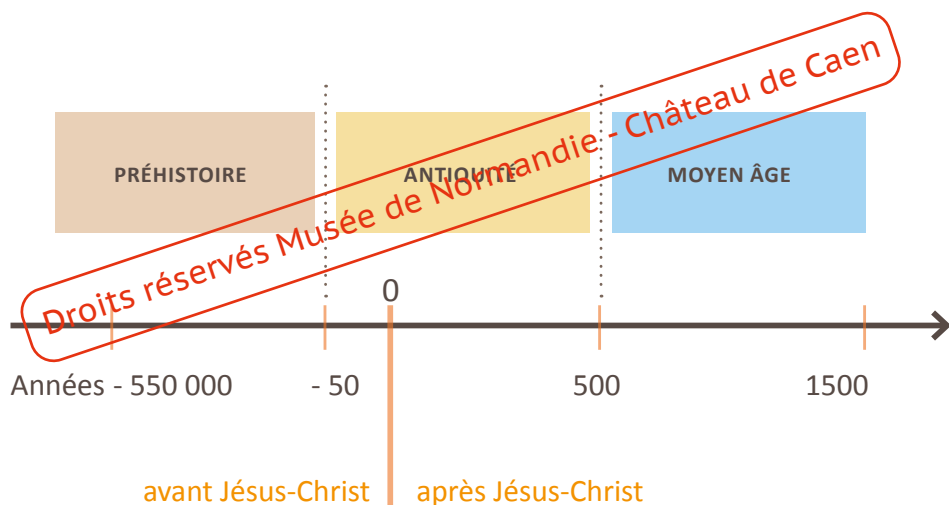 Droits réservés Musée de Normandie - Château de Caen
PRÉHISTOIRE
ANTIQUITÉ
MOYEN ÂGE
0
Années - 550 000
- 50
500
1500
avant Jésus-Christ
après Jésus-Christ